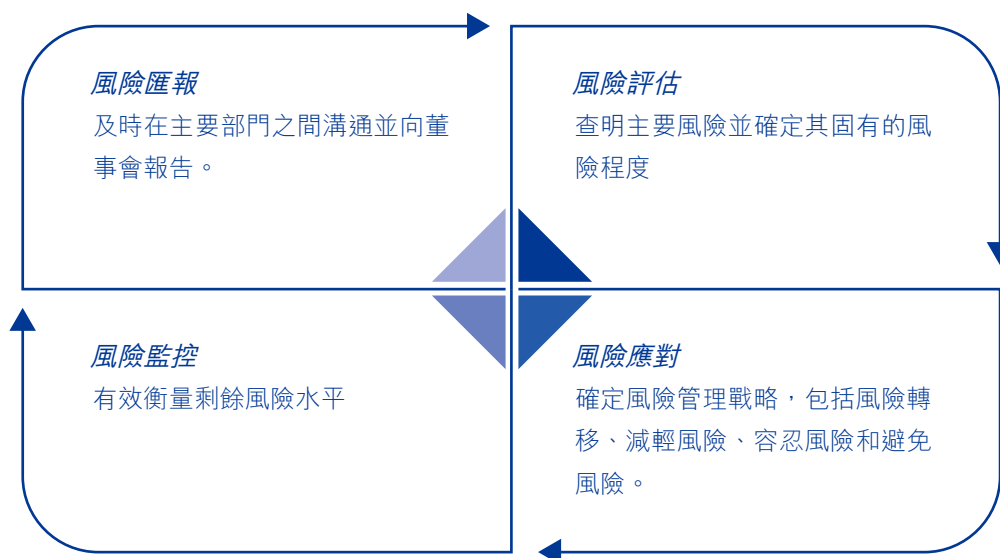 風險匯報
及時在主要部門之間溝通並向董
事會報告。
風險評估
查明主要風險並確定其固有的風
險程度
風險監控
有效衡量剩餘風險水平
風險應對
確定風險管理戰略，包括風險轉
移、減輕風險、容忍風險和避免
風險。